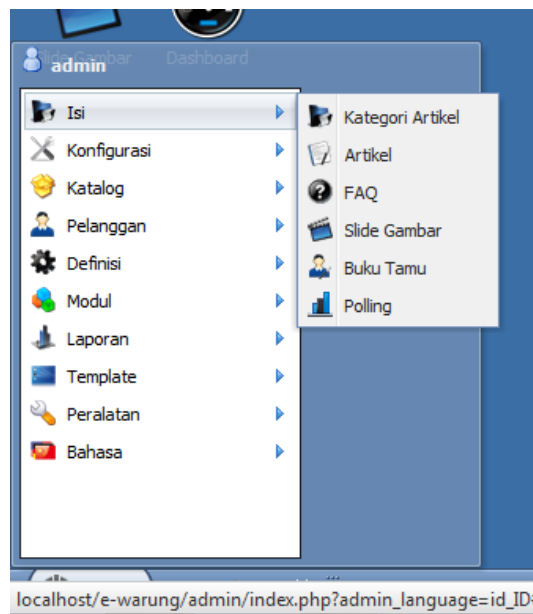 Slide Gambar Dashboard
admin
Isi
Konfigurasi
Katalog
Pelanggan
Definisi
Modul
Laporan
Template
Peralatan
Bahasa
Kategori Artikel
Artikel
FAQ
Slide Gambar
Buku Tamu
Polling
localhost/e-warung/admin/index.php?admin_language=id_ID